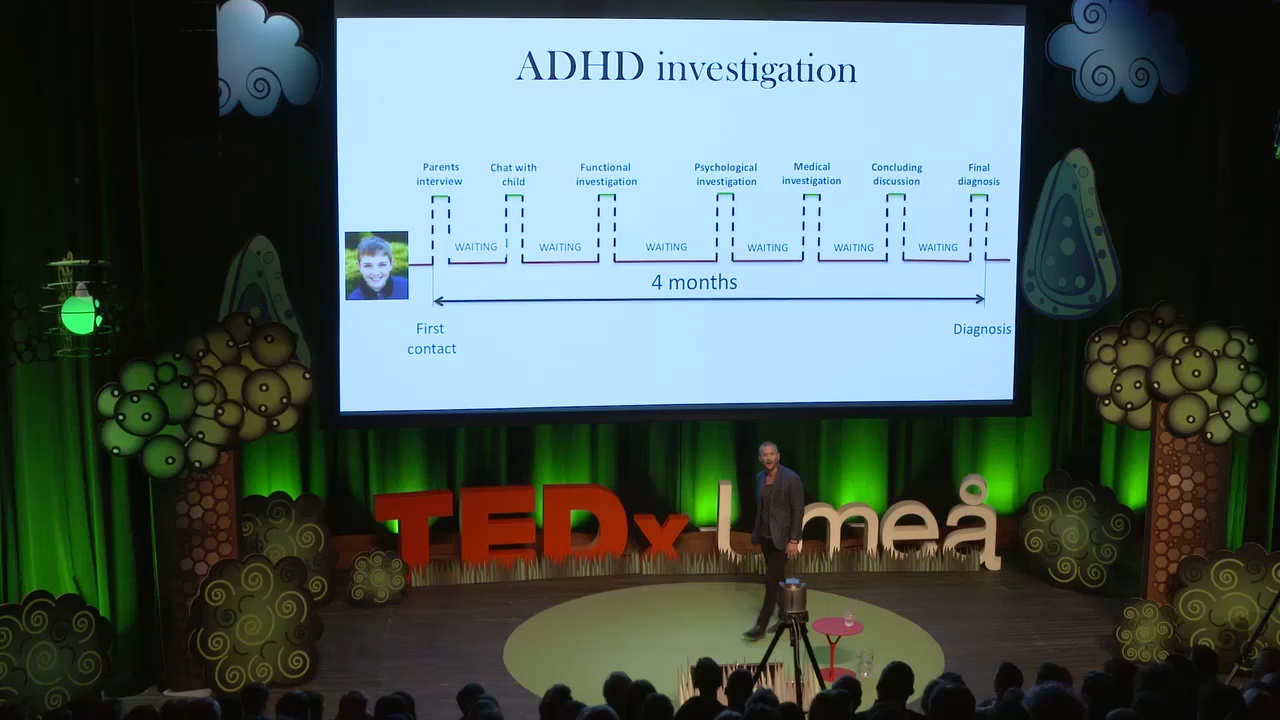 ADHD investigation
Parents interview
Chat with child
Functional investigation
Psychological investigation
Medical investigation
Concluding discussion
Final diagnosis
WAITING
WAITING
WAITING
WAITING
WAITING
WAITING
4 months
First contact
Diagnosis
TEDx Umeå